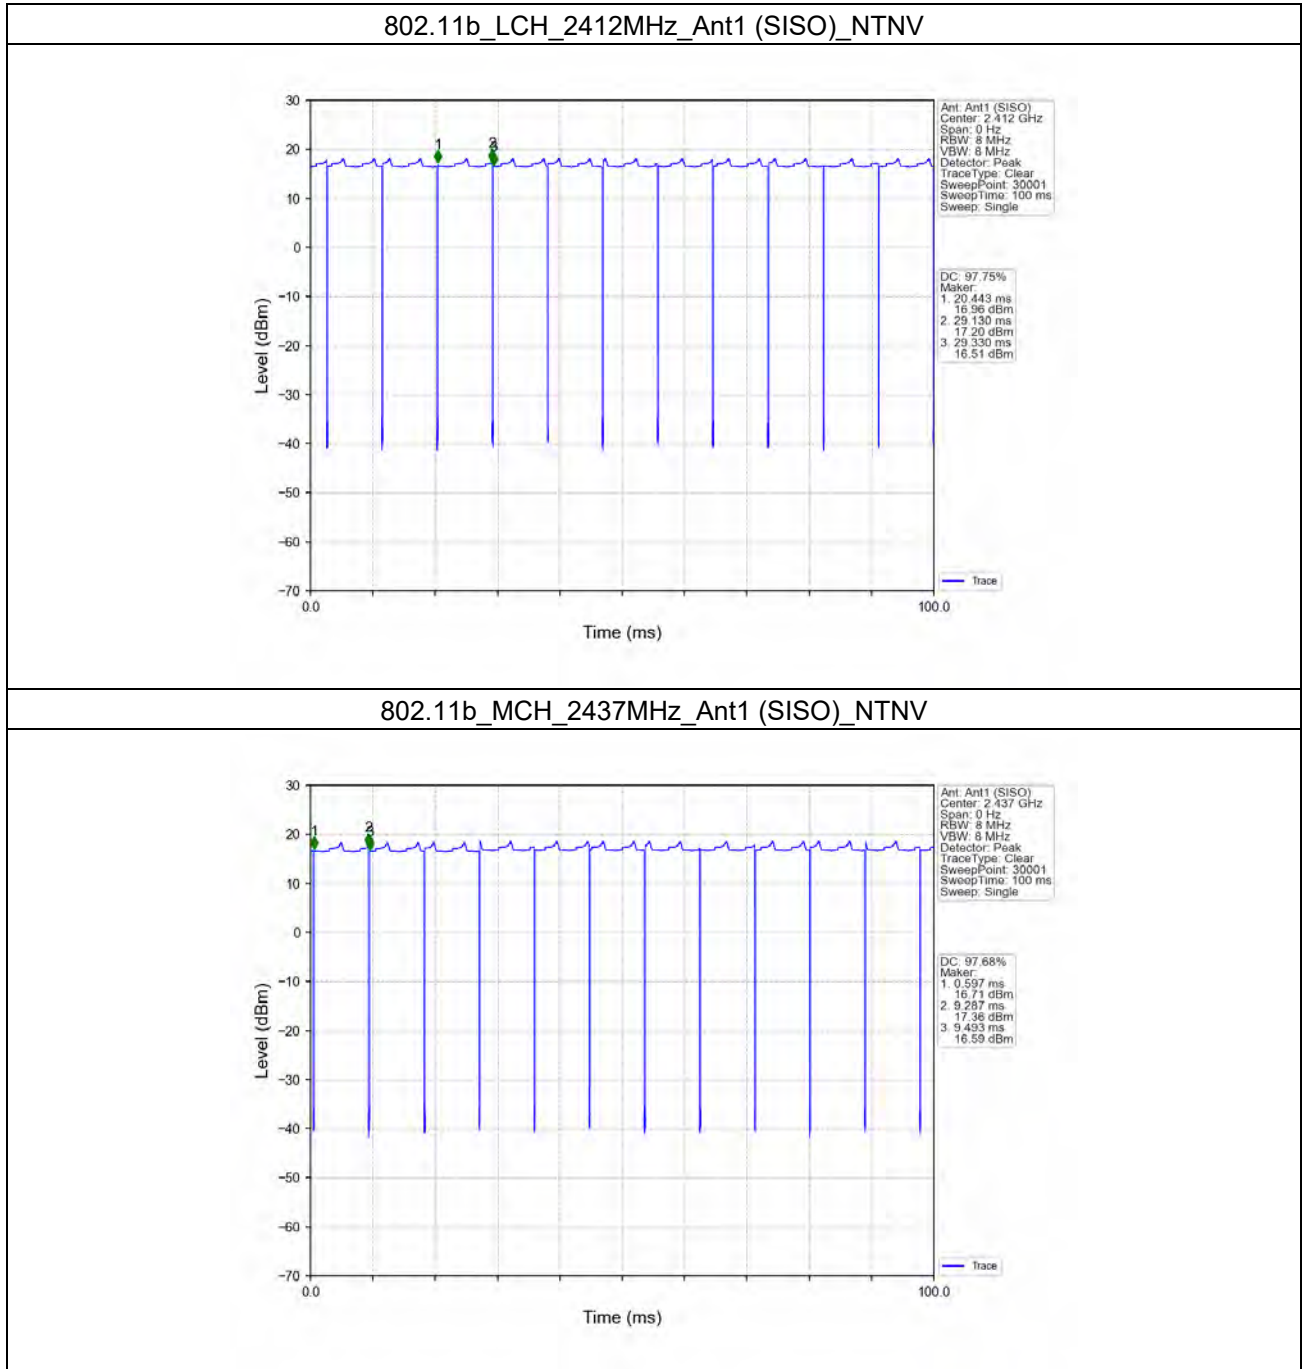 802.11b_LCH_2412MHz_Ant1 (SISO)_NTNV
30
20
10
0
−10
−20
−30
−40
−50
−60
−70
Level (dBm)
0.0
100.0
Time (ms)
1
2
3
Ant: Ant1 (SISO)
Center: 2.412 GHz
Span: 0 Hz
RBW: 8 MHz
VBW: 8 MHz
Detector: Peak
TraceType: Clear
SweepPoint: 30001
SweepTime: 100 ms
Sweep: Single
DC: 97.75%
Maker:
1. 20.443 ms
16.96 dBm
2. 29.130 ms
17.20 dBm
3. 29.330 ms
16.51 dBm
Trace
802.11b_MCH_2437MHz_Ant1 (SISO)_NTNV
30
20
10
0
−10
−20
−30
−40
−50
−60
−70
Level (dBm)
0.0
100.0
Time (ms)
1
2
3
Ant: Ant1 (SISO)
Center: 2.437 GHz
Span: 0 Hz
RBW: 8 MHz
VBW: 8 MHz
Detector: Peak
TraceType: Clear
SweepPoint: 30001
SweepTime: 100 ms
Sweep: Single
DC: 97.68%
Maker:
1. 0.597 ms
16.71 dBm
2. 9.287 ms
17.36 dBm
3. 9.493 ms
16.59 dBm
Trace